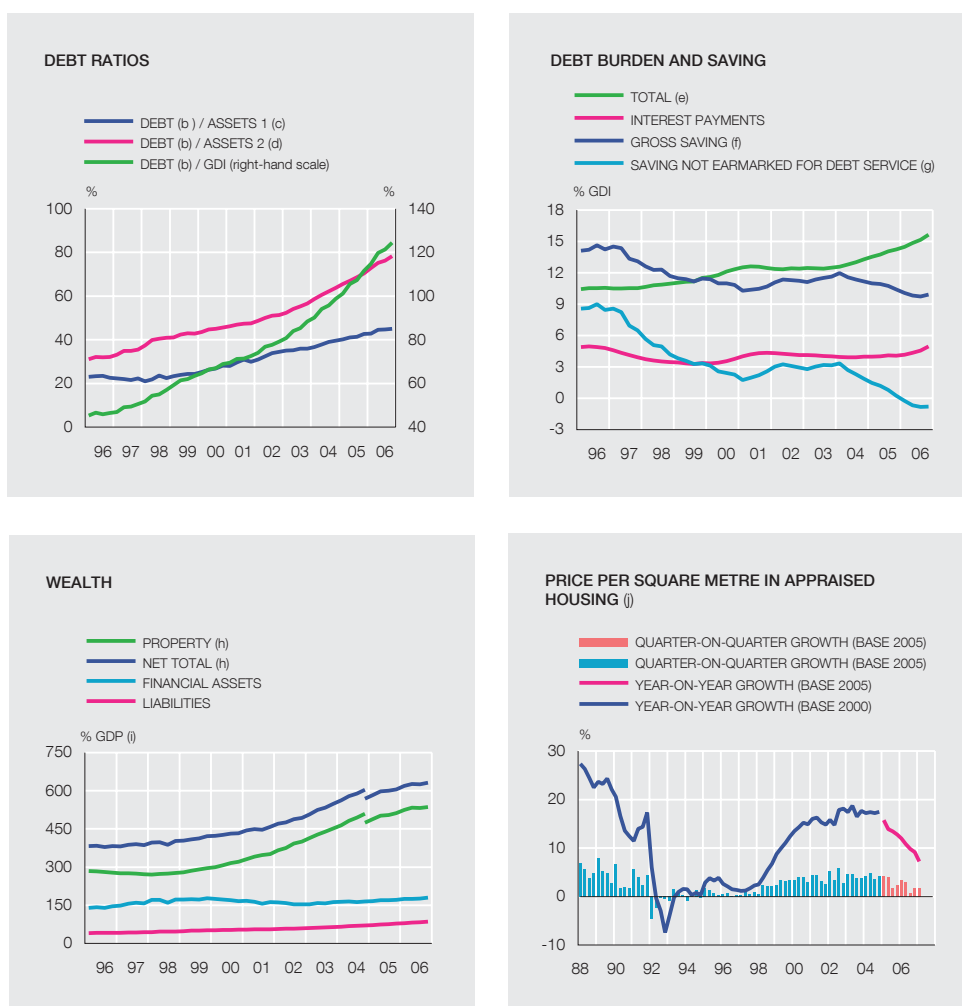 DEBT RATIOS
DEBT (b ) / ASSETS 1 (c)
DEBT (b) / ASSETS 2 (d)
DEBT (b) / GDI (right-hand scale)
% %
100 140
80 120
60 100
40 80
20 60
0 40
96 97 98 99 00 01 02 03 04 05 06
DEBT BURDEN AND SAVING
TOTAL (e)
INTEREST PAYMENTS
GROSS SAVING (f)
SAVING NOT EARMARKED FOR DEBT SERVICE (g)
% GDI
18
15
12
9
6
3
0
-3
96 97 98 99 00 01 02 03 04 05 06
WEALTH
PROPERTY (h)
NET TOTAL (h)
FINANCIAL ASSETS
LIABILITIES
% GDP (i)
750
600
450
300
150
0
96 97 98 99 00 01 02 03 04 05 06
PRICE PER SQUARE METRE IN APPRAISED
HOUSING (j)
QUARTER-ON-QUARTER GROWTH (BASE 2005)
QUARTER-ON-QUARTER GROWTH (BASE 2005)
YEAR-ON-YEAR GROWTH (BASE 2005)
YEAR-ON-YEAR GROWTH (BASE 2000)
%
30
20
10
0
-10
88 90 92 94 96 98 00 02 04 06